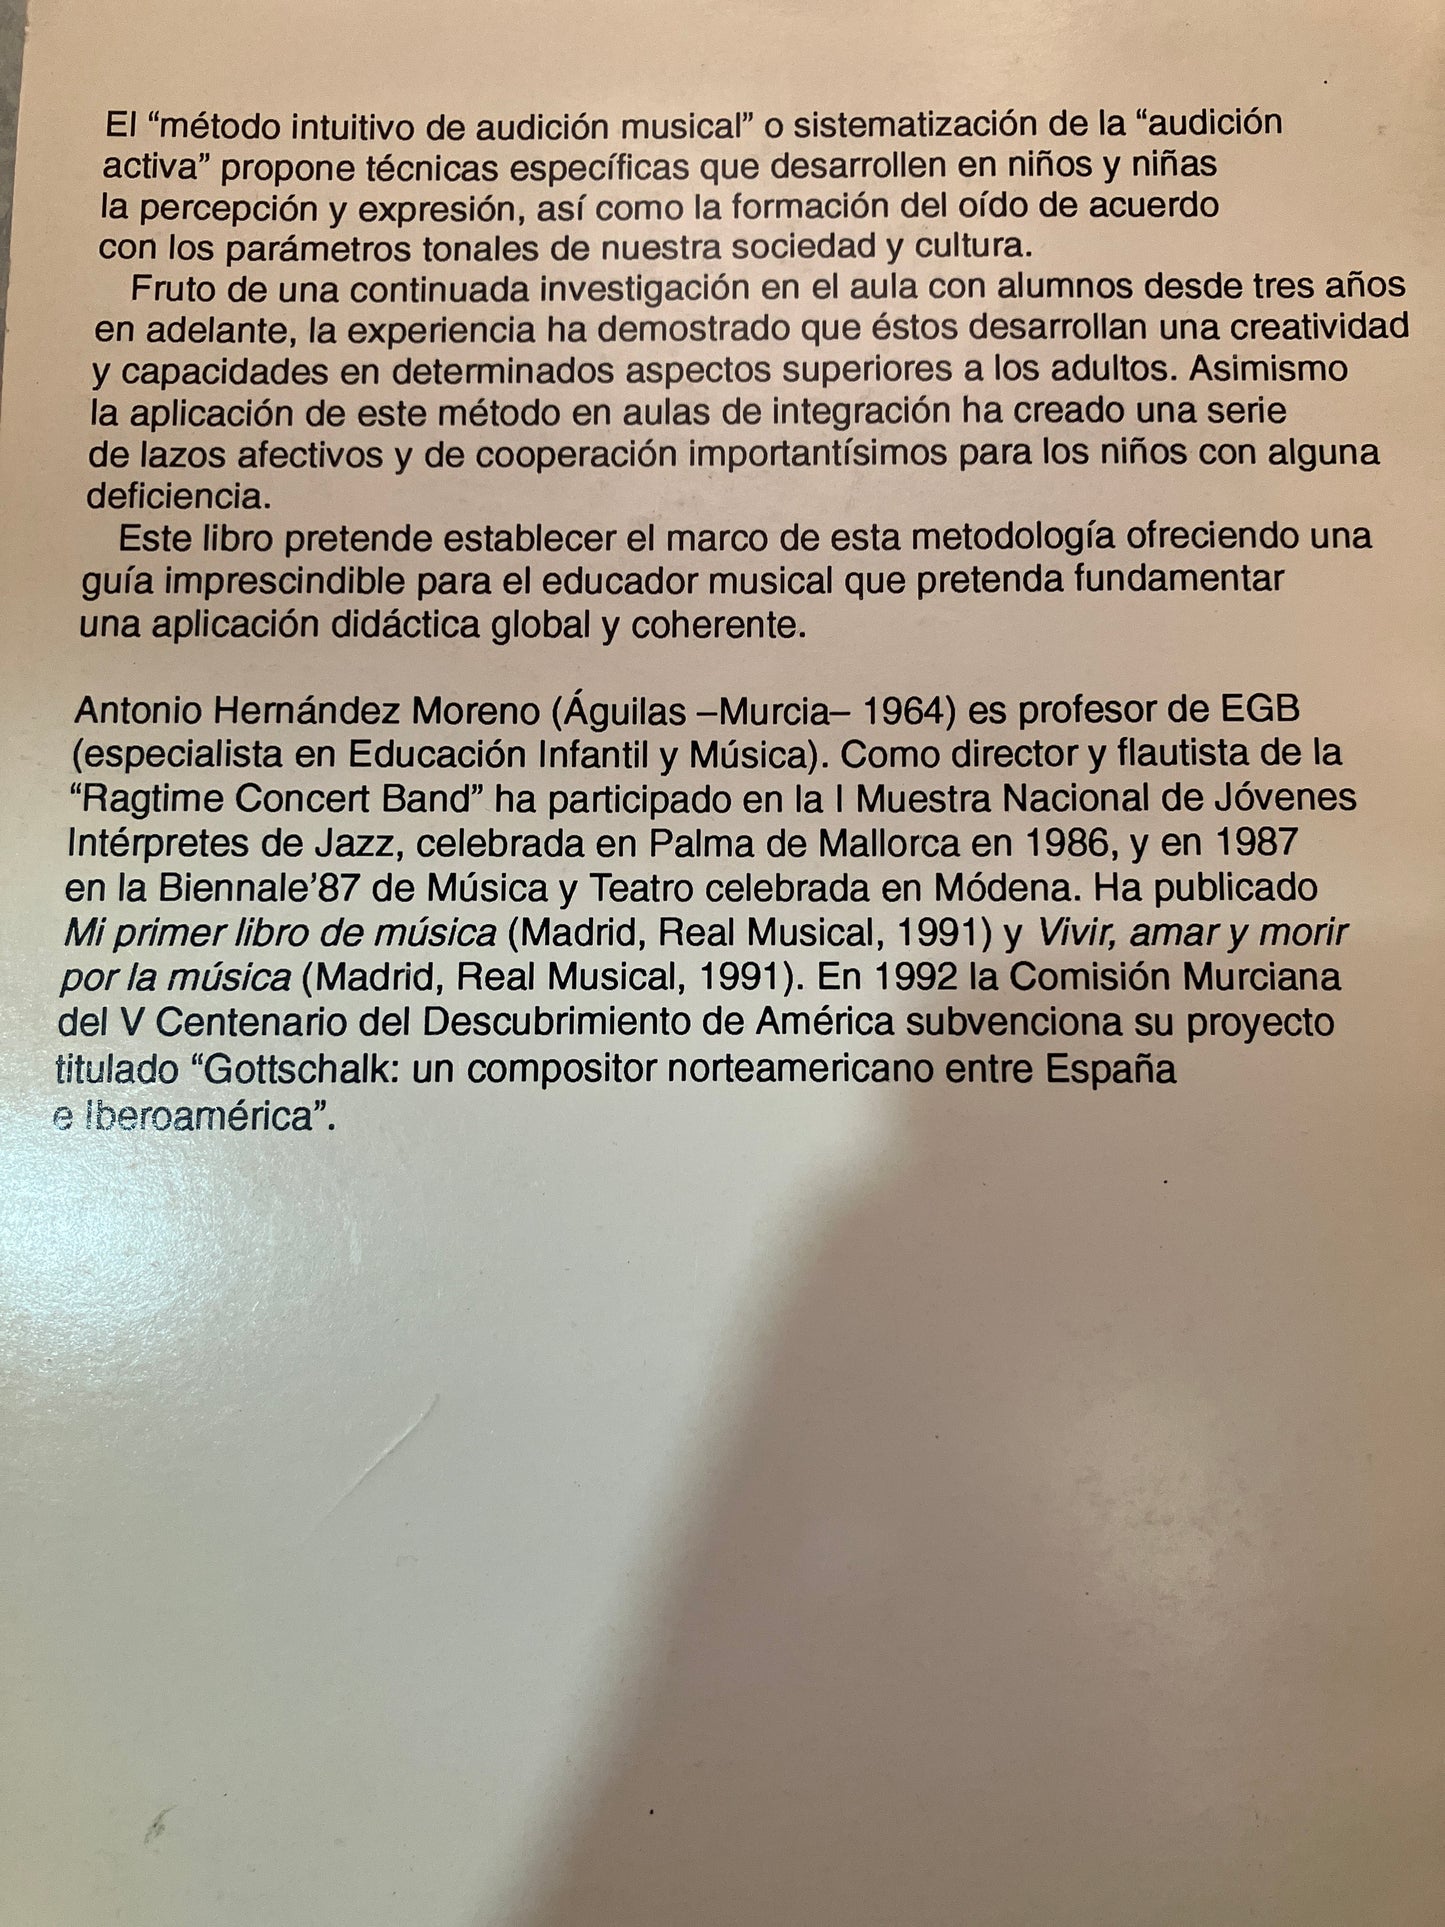 El “método intuitivo de audición musical” o sistematización de la “audición
activa” propone técnicas específicas que desarrollen en niños y niñas
la percepción y expresión, así como la formación del oído de acuerdo
con los parámetros tonales de nuestra sociedad y cultura.
Fruto de una continuada investigación en el aula con alumnos desde tres años
en adelante, la experiencia ha demostrado que éstos desarrollan una creatividad
y capacidades en determinados aspectos superiores a los adultos. Asimismo
la aplicación de este método en aulas de integración ha creado una serie
de lazos afectivos y de cooperación importantísimos para los niños con alguna
deficiencia.
Este libro pretende establecer el marco de esta metodología ofreciendo una
guía imprescindible para el educador musical que pretenda fundamentar
una aplicación didáctica global y coherente.
Antonio Hernández Moreno (Águilas –Murcia– 1964) es profesor de EGB
(especialista en Educación Infantil y Música). Como director y flautista de la
“Ragtime Concert Band” ha participado en la I Muestra Nacional de Jóvenes
Intérpretes de Jazz, celebrada en Palma de Mallorca en 1986, y en 1987
en la Biennale’87 de Música y Teatro celebrada en Módena. Ha publicado
Mi primer libro de música (Madrid, Real Musical, 1991) y Vivir, amar y morir
por la música (Madrid, Real Musical, 1991). En 1992 la Comisión Murciana
del V Centenario del Descubrimiento de América subvenciona su proyecto
titulado “Gottschalk: un compositor norteamericano entre España
e Iberoamérica”.